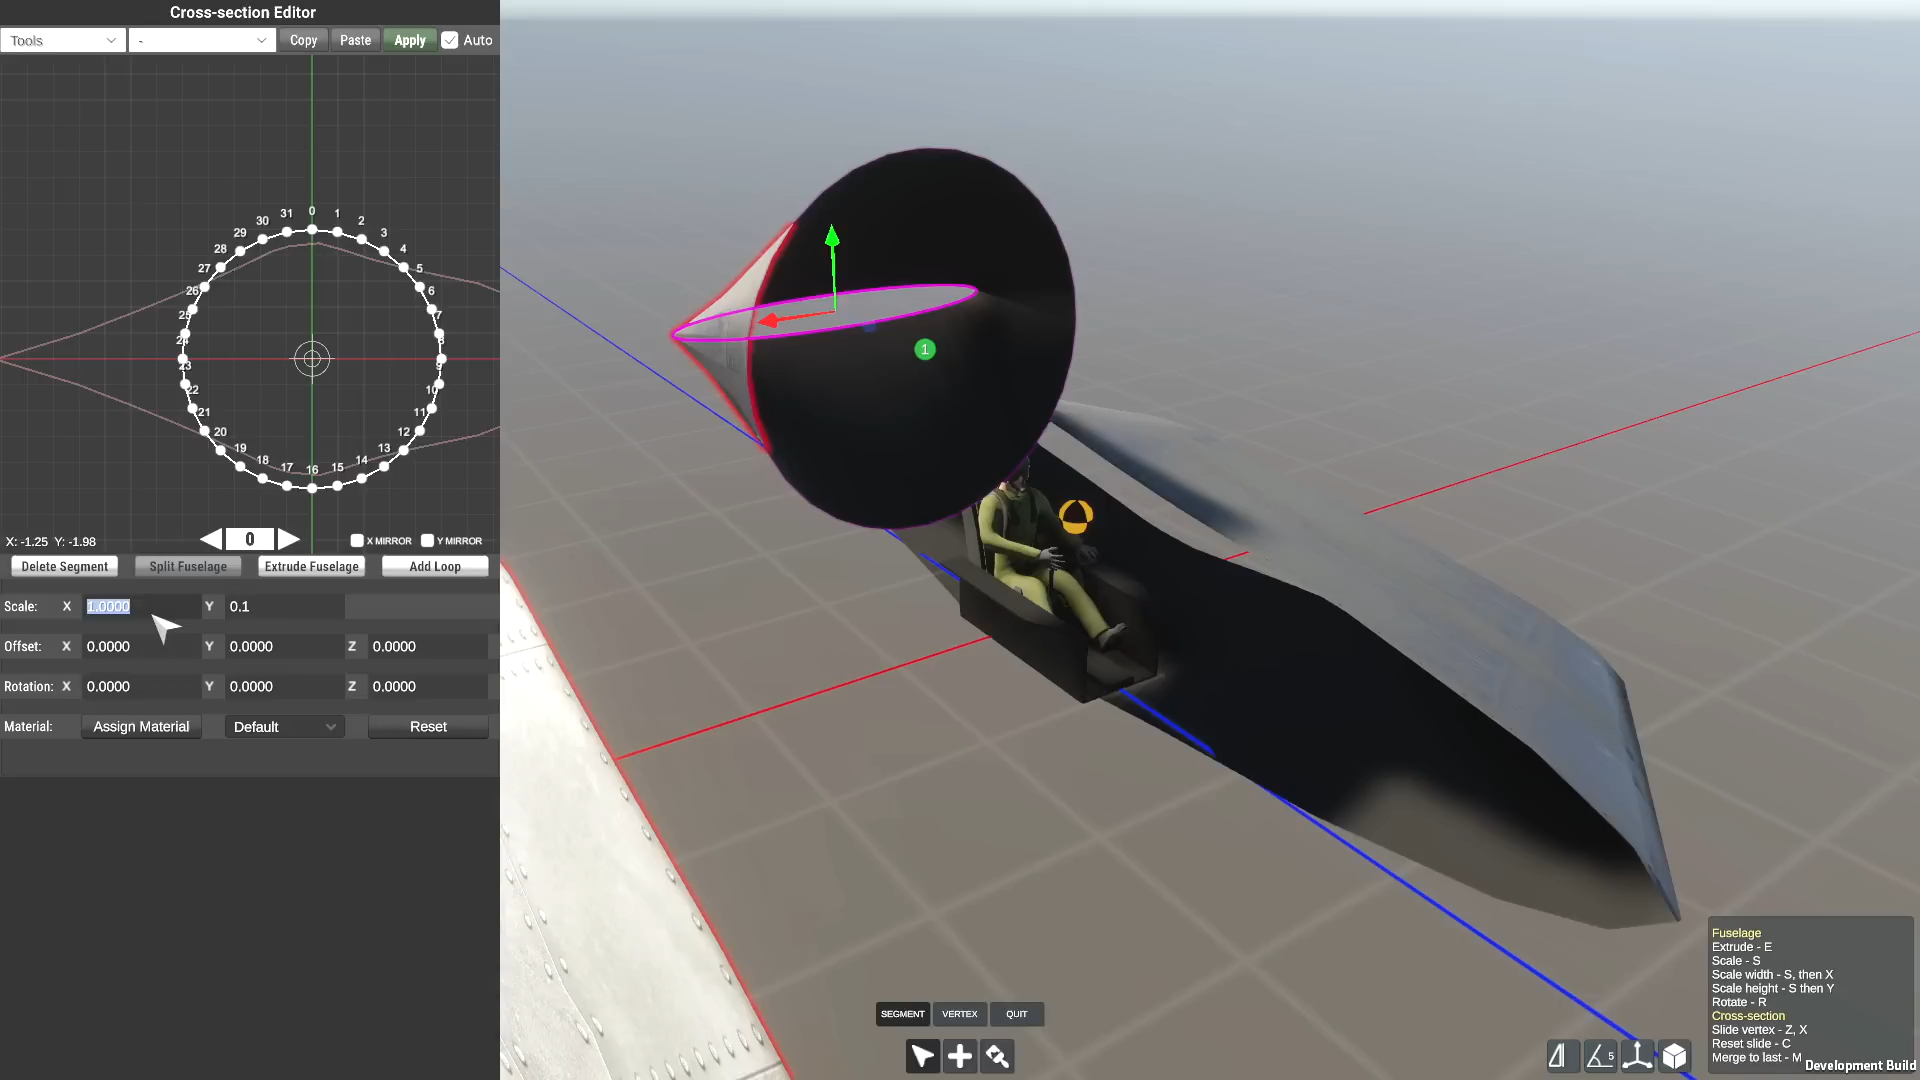 Cross-section Editor
Tools - Copy Paste Apply Auto
0
31 1
30 2
29 3
28 4
27 5
26 6
25 7
24 8
23 9
22 10
21 11
20 12
19 13
18 14
17 16 15
X: -1.25 Y: -1.98 0 X MIRROR Y MIRROR
Delete Segment Split Fuselage Extrude Fuselage Add Loop
Scale: X 1.0000 Y 0.1
Offset: X 0.0000 Y 0.0000 Z 0.0000
Rotation: X 0.0000 Y 0.0000 Z 0.0000
Material: Assign Material Default Reset
1
SEGMENT VERTEX QUIT
Fuselage
Extrude - E
Scale - S
Scale width - S, then X
Scale height - S then Y
Rotate - R
Cross-section
Slide vertex - Z, X
Reset slide - C
Merge to last - M
5
Development Build